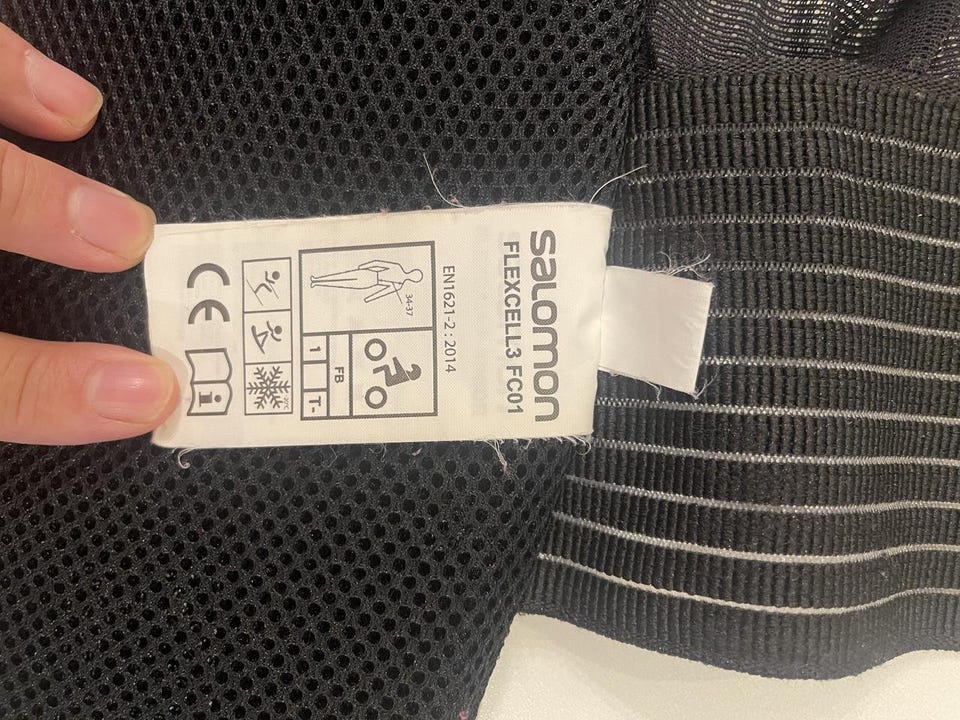 salomon
FLEXCELL3 FC01
EN1621-2 : 2014
34-37
FB
1
T-
CE
i